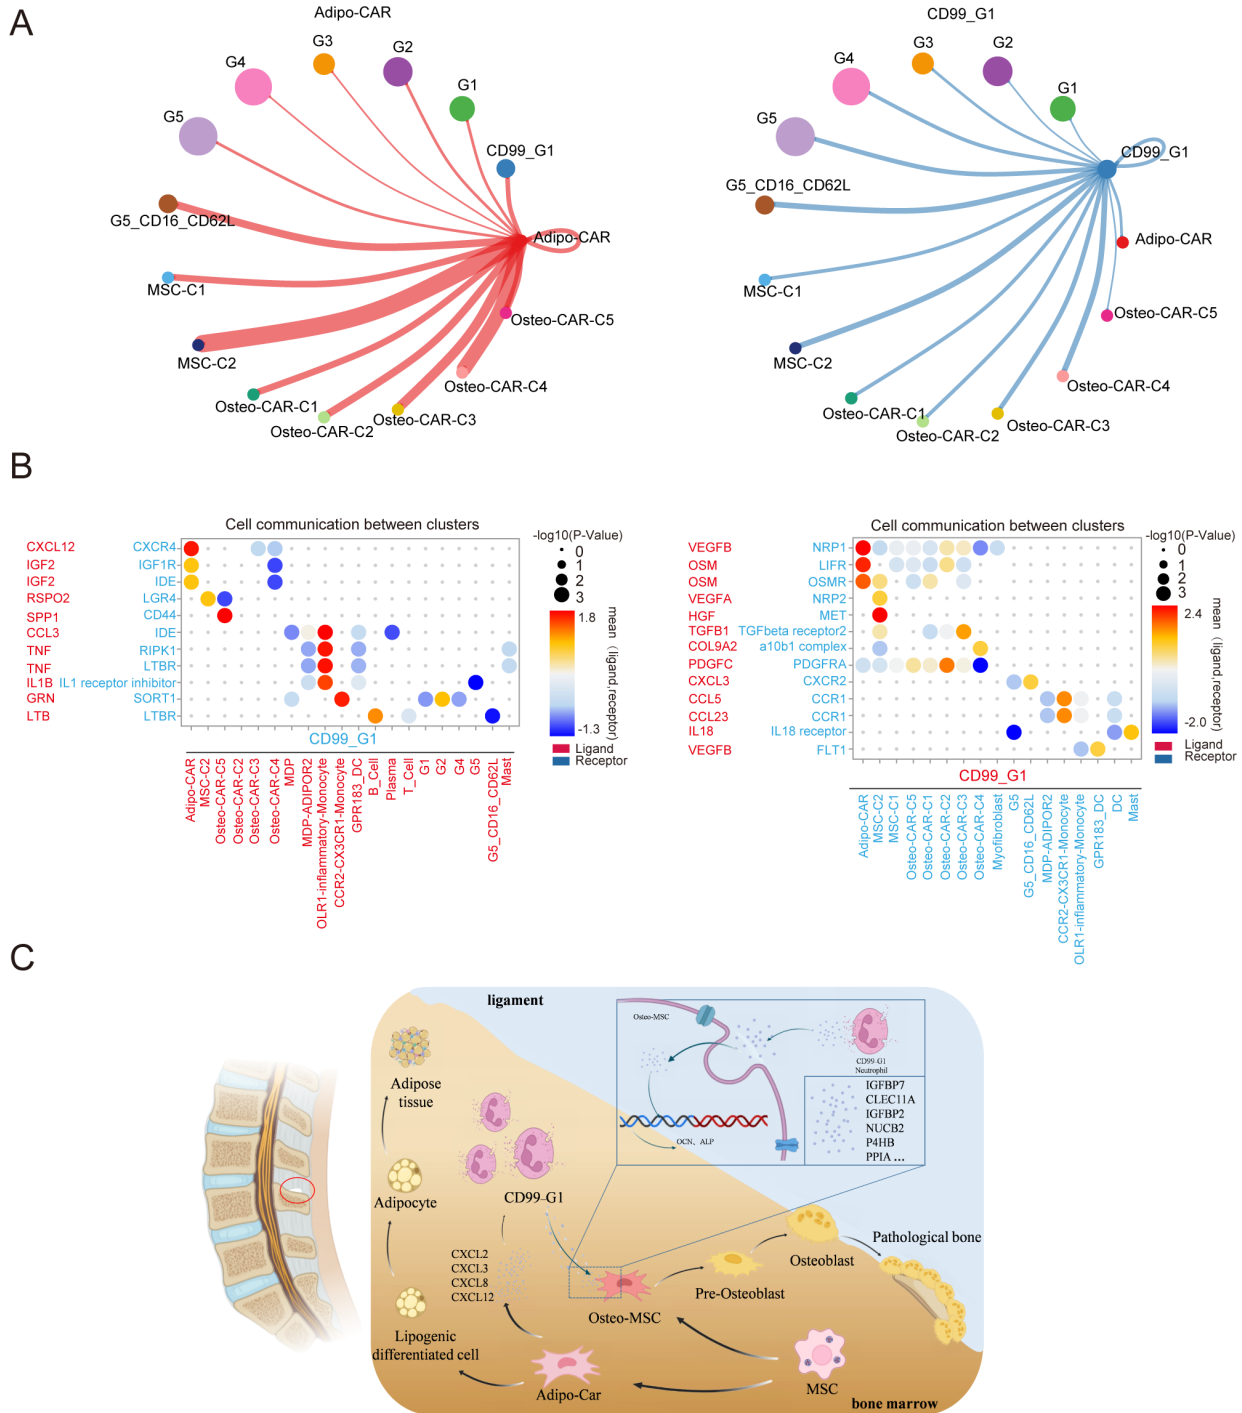 A
Adipo-CAR
G3
G2
G4
G1
G5
CD99_G1
G5_CD16_CD62L
Adipo-CAR
MSC-C1
Osteo-CAR-C5
MSC-C2
Osteo-CAR-C4
Osteo-CAR-C1
Osteo-CAR-C3
Osteo-CAR-C2
CD99_G1
G3
G2
G4
G1
G5
CD99_G1
G5_CD16_CD62L
Adipo-CAR
MSC-C1
Osteo-CAR-C5
MSC-C2
Osteo-CAR-C4
Osteo-CAR-C1
Osteo-CAR-C3
Osteo-CAR-C2
B
Cell communication between clusters
CXCL12 CXCR4
IGF2 IGF1R
IGF2 IDE
RSPO2 LGR4
SPP1 CD44
CCL3 IDE
TNF RIPK1
TNF LTBR
IL1B IL1 receptor inhibitor
GRN SORT1
LTB LTBR
CD99_G1
Adipo-CAR
MSC-C2
Osteo-CAR-C5
Osteo-CAR-C2
Osteo-CAR-C3
Osteo-CAR-C4
MDP
MDP-ADIPOR2
OLR1-inflammatory-Monocyte
CCR2-CX3CR1-Monocyte
GPR183_DC
B_Cell
Plasma
T_Cell
G1
G2
G4
G5
G5_CD16_CD62L
Mast
-log10(P-Value)
0
1
2
3
1.8
-1.3
mean (ligand,receptor)
Ligand
Receptor
Cell communication between clusters
VEGFB NRP1
OSM LIFR
OSM OSMR
VEGFA NRP2
HGF MET
TGFB1 TGFbeta receptor2
COL9A2 a10b1 complex
PDGFC PDGFRA
CXCL3 CXCR2
CCL5 CCR1
CCL23 CCR1
IL18 IL18 receptor
VEGFB FLT1
CD99_G1
Adipo-CAR
MSC-C2
MSC-C1
Osteo-CAR-C5
Osteo-CAR-C1
Osteo-CAR-C2
Osteo-CAR-C3
Osteo-CAR-C4
Myofibroblast
G5
G5_CD16_CD62L
MDP-ADIPOR2
CCR2-CX3CR1-Monocyte
OLR1-inflammatory-Monocyte
GPR183_DC
DC
Mast
-log10(P-Value)
0
1
2
3
2.4
-2.0
mean (ligand,receptor)
Ligand
Receptor
C
ligament
Osteo-MSC
CD99-G1
Neutrophil
IGFBP7
CLEC11A
IGFBP2
NUCB2
P4HB
PPIA ...
OCN、ALP
Adipose
tissue
Adipocyte
CD99-G1
CXCL2
CXCL3
CXCL8
CXCL12
Osteo-MSC
Pre-Osteoblast
Osteoblast
Pathological bone
Lipogenic
differentiated cell
Adipo-Car
MSC
bone marrow